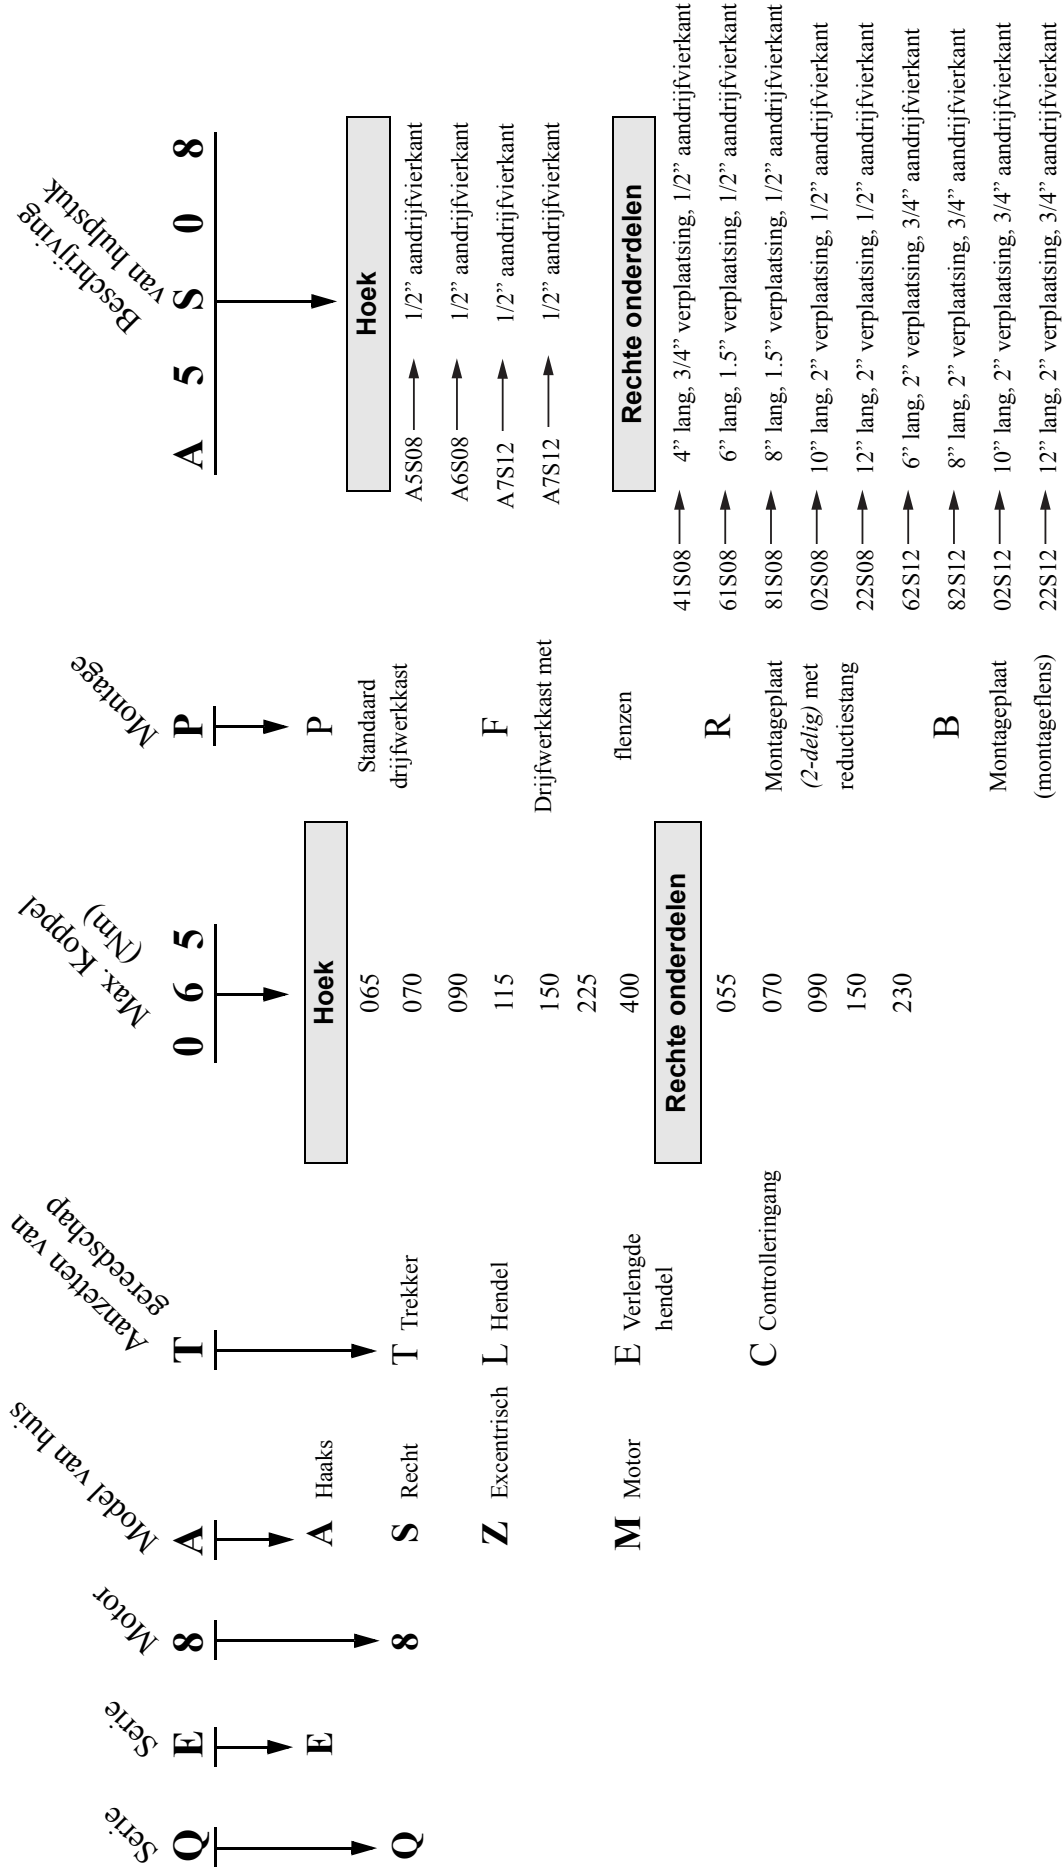 Serie
Q
Q
Serie
E
E
Motor
8
8
Model van huis
A
A Haaks
S Recht
Z Excentrisch
M Motor
Aanzetten van
gereedschap
T
T Trekker
L Hendel
E Verlengde
hendel
C Controlleringang
Max. Koppel
(Nm)
0 6 5
Hoek
065
070
090
115
150
225
400
Rechte onderdelen
055
070
090
150
230
Montage
P
P
Standaard
drijfwerkkast
F
Drijfwerkkast met
flenzen
R
Montageplaat
(2-delig) met
reductiestang
B
Montageplaat
(montageflens)
Beschrijving
van hulpstuk
A 5 S 0 8
Hoek
A5S08 1/2” aandrijfvierkant
A6S08 1/2” aandrijfvierkant
A7S12 1/2” aandrijfvierkant
A7S12 1/2” aandrijfvierkant
Rechte onderdelen
41S08 4” lang, 3/4” verplaatsing, 1/2” aandrijfvierkant
61S08 6” lang, 1.5” verplaatsing, 1/2” aandrijfvierkant
81S08 8” lang, 1.5” verplaatsing, 1/2” aandrijfvierkant
02S08 10” lang, 2” verplaatsing, 1/2” aandrijfvierkant
22S08 12” lang, 2” verplaatsing, 1/2” aandrijfvierkant
62S12 6” lang, 2” verplaatsing, 3/4” aandrijfvierkant
82S12 8” lang, 2” verplaatsing, 3/4” aandrijfvierkant
02S12 10” lang, 2” verplaatsing, 3/4” aandrijfvierkant
22S12 12” lang, 2” verplaatsing, 3/4” aandrijfvierkant